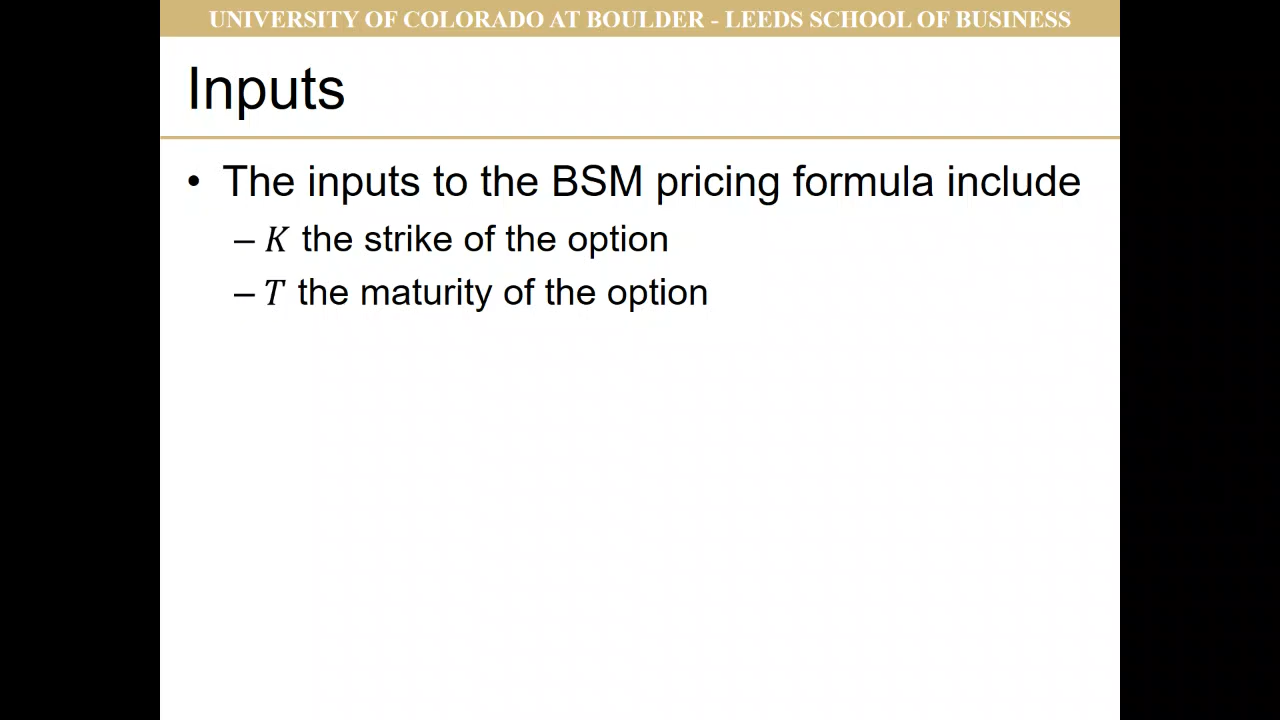 UNIVERSITY OF COLORADO AT BOULDER - LEEDS SCHOOL OF BUSINESS
Inputs
• The inputs to the BSM pricing formula include
– K the strike of the option
– T the maturity of the option